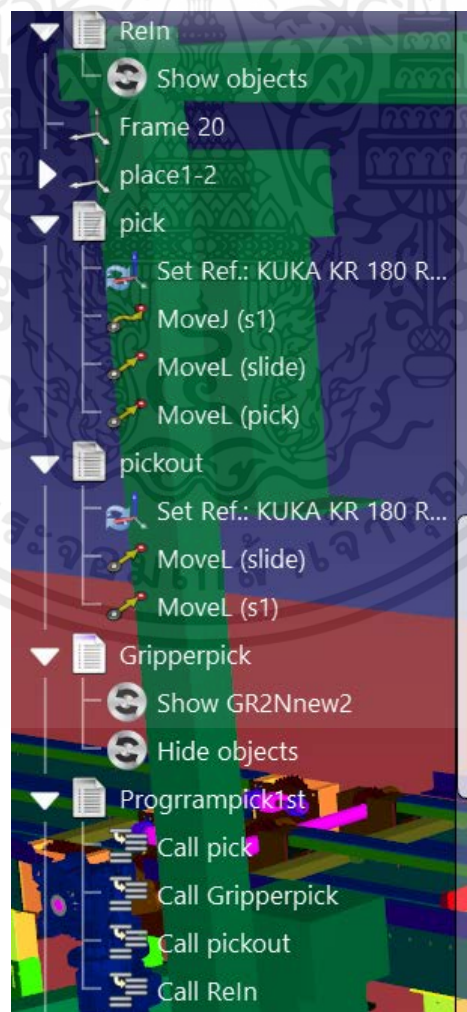 ReIn
Show objects
Frame 20
place1-2
pick
Set Ref.: KUKA KR 180 R...
MoveJ (s1)
MoveL (slide)
MoveL (pick)
pickout
Set Ref.: KUKA KR 180 R...
MoveL (slide)
MoveL (s1)
Gripperpick
Show GR2Nnew2
Hide objects
Progrrampick1st
Call pick
Call Gripperpick
Call pickout
Call ReIn